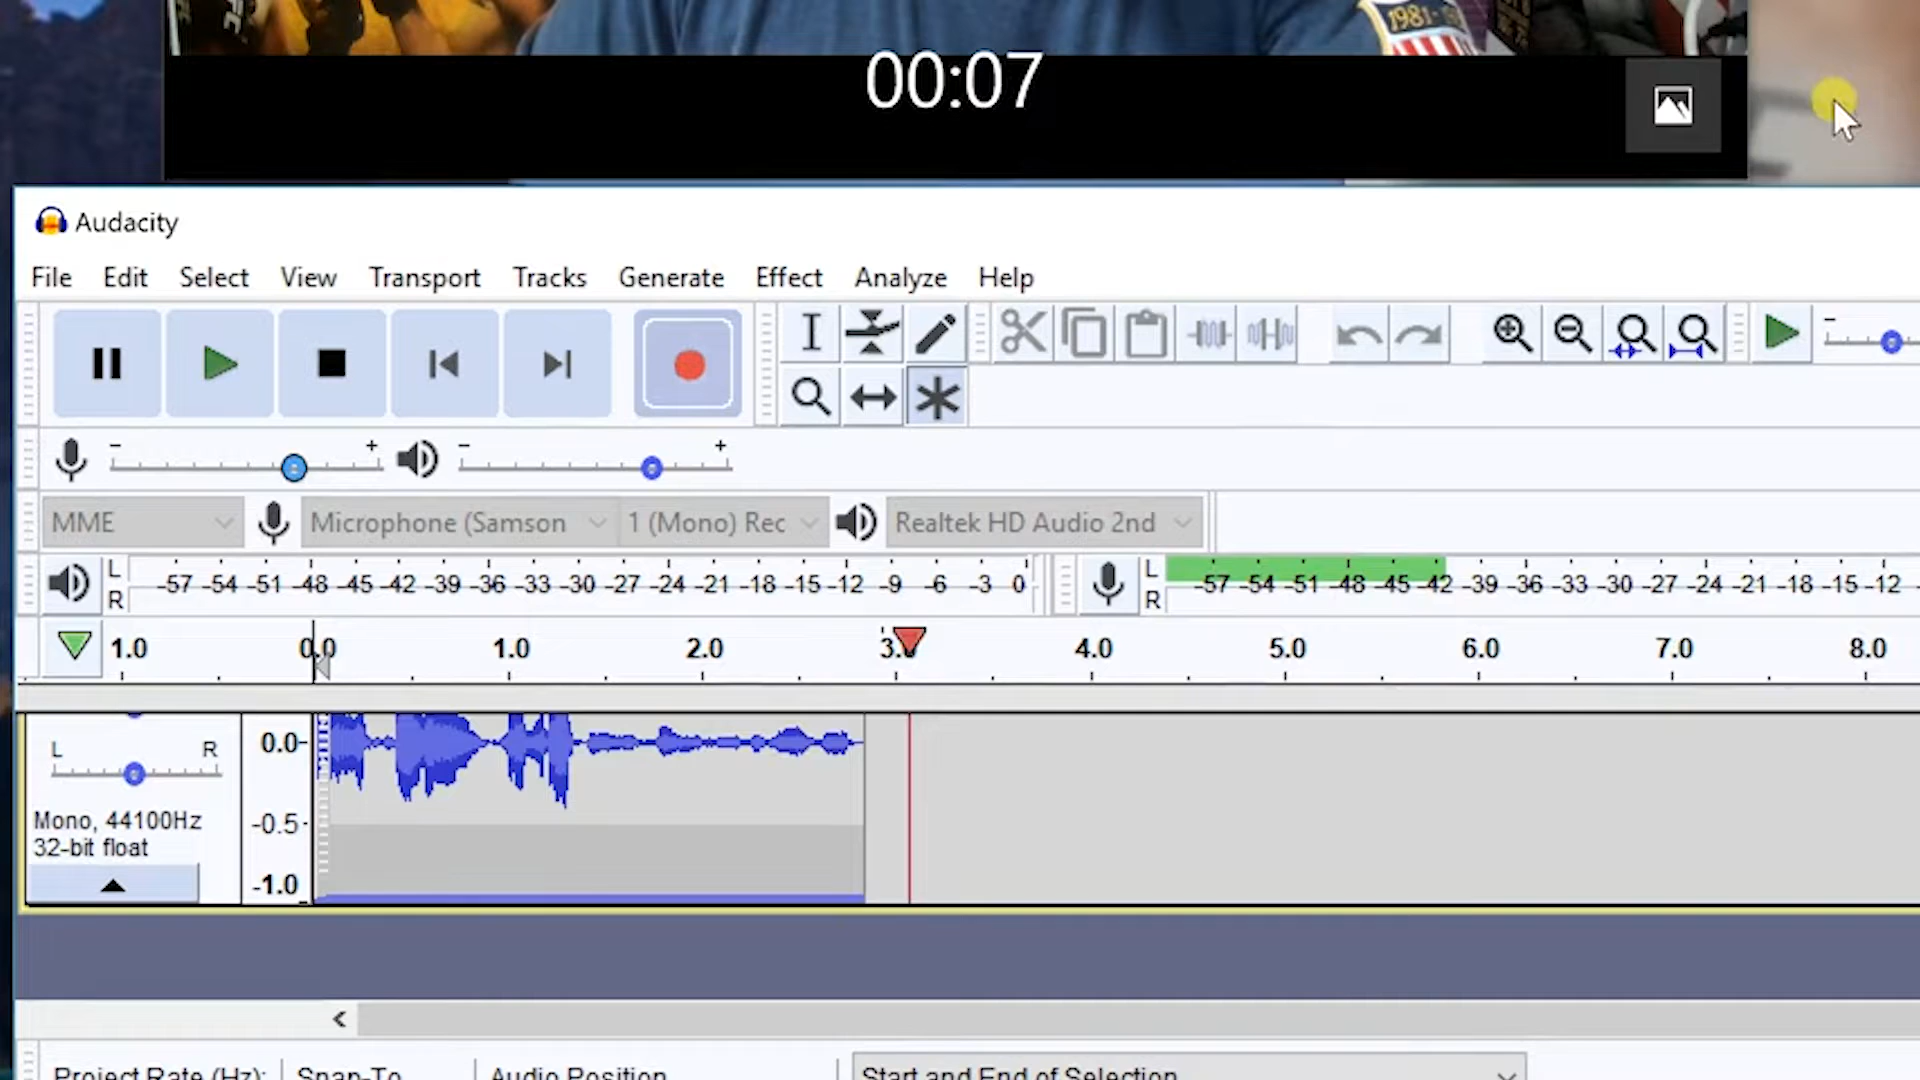 1981-
00:07
Audacity
File Edit Select View Transport Tracks Generate Effect Analyze Help
- + - +
MME Microphone (Samson 1 (Mono) Rec Realtek HD Audio 2nd
L
R
-57 -54 -51 -48 -45 -42 -39 -36 -33 -30 -27 -24 -21 -18 -15 -12 -9 -6 -3 0
L
R
-57 -54 -51 -48 -45 -42 -39 -36 -33 -30 -27 -24 -21 -18 -15 -12
1.0 0.0 1.0 2.0 3.0 4.0 5.0 6.0 7.0 8.0
L R
Mono, 44100Hz
32-bit float
0.0
-0.5
-1.0
Project Rate (Hz): Snap-To Audio Position Start and End of Selection